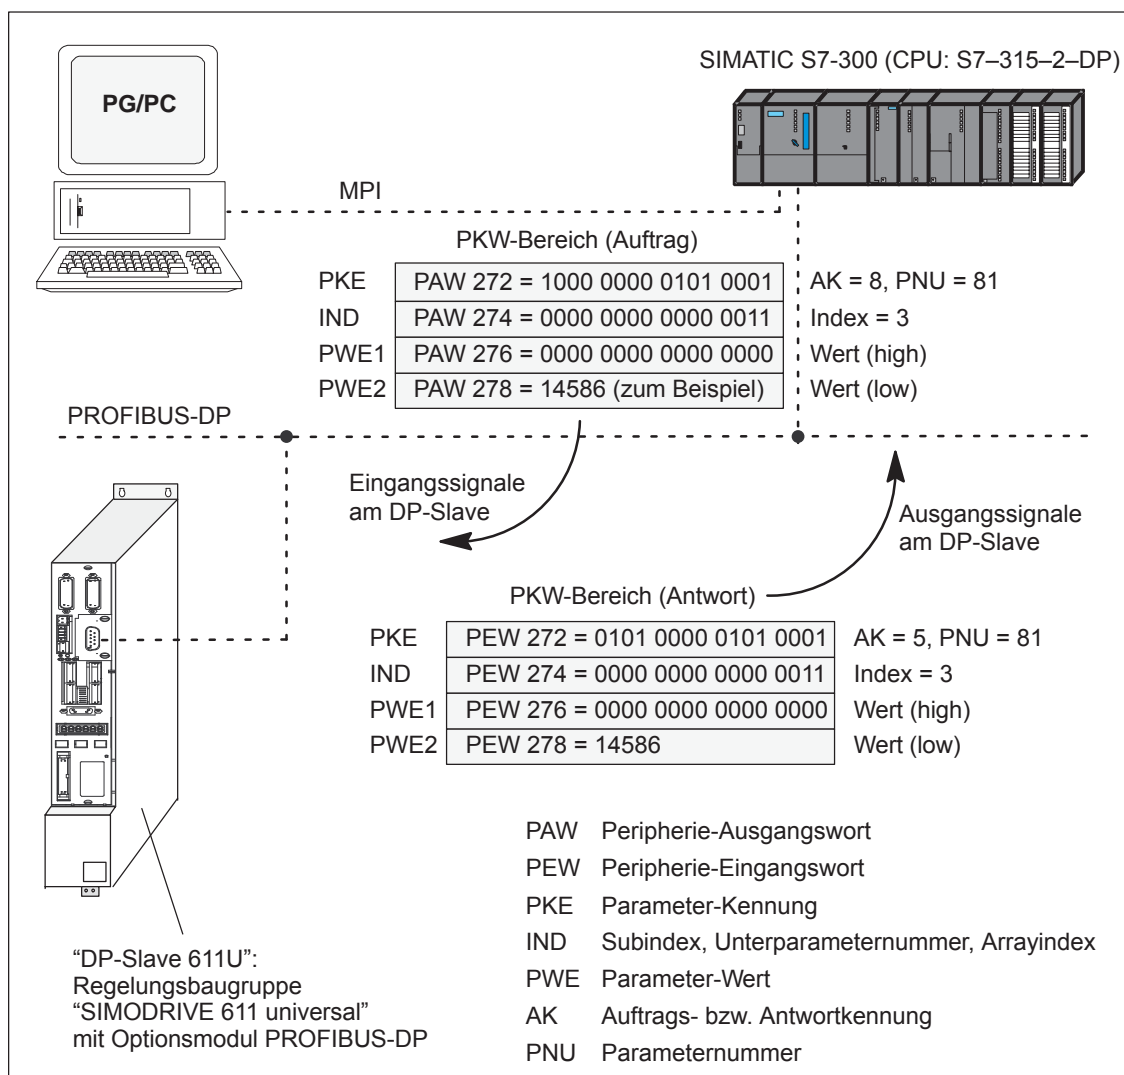 PG/PC
SIMATIC S7-300 (CPU: S7–315–2–DP)
MPI
PKW-Bereich (Auftrag)
PKE PAW 272 = 1000 0000 0101 0001 AK = 8, PNU = 81
IND PAW 274 = 0000 0000 0000 0011 Index = 3
PWE1 PAW 276 = 0000 0000 0000 0000 Wert (high)
PWE2 PAW 278 = 14586 (zum Beispiel) Wert (low)
PROFIBUS-DP
Eingangssignale
am DP-Slave
Ausgangssignale
am DP-Slave
PKW-Bereich (Antwort)
PKE PEW 272 = 0101 0000 0101 0001 AK = 5, PNU = 81
IND PEW 274 = 0000 0000 0000 0011 Index = 3
PWE1 PEW 276 = 0000 0000 0000 0000 Wert (high)
PWE2 PEW 278 = 14586 Wert (low)
PAW Peripherie-Ausgangswort
PEW Peripherie-Eingangswort
PKE Parameter-Kennung
IND Subindex, Unterparameternummer, Arrayindex
PWE Parameter-Wert
AK Auftrags- bzw. Antwortkennung
PNU Parameternummer
“DP-Slave 611U”:
Regelungsbaugruppe
“SIMODRIVE 611 universal”
mit Optionsmodul PROFIBUS-DP